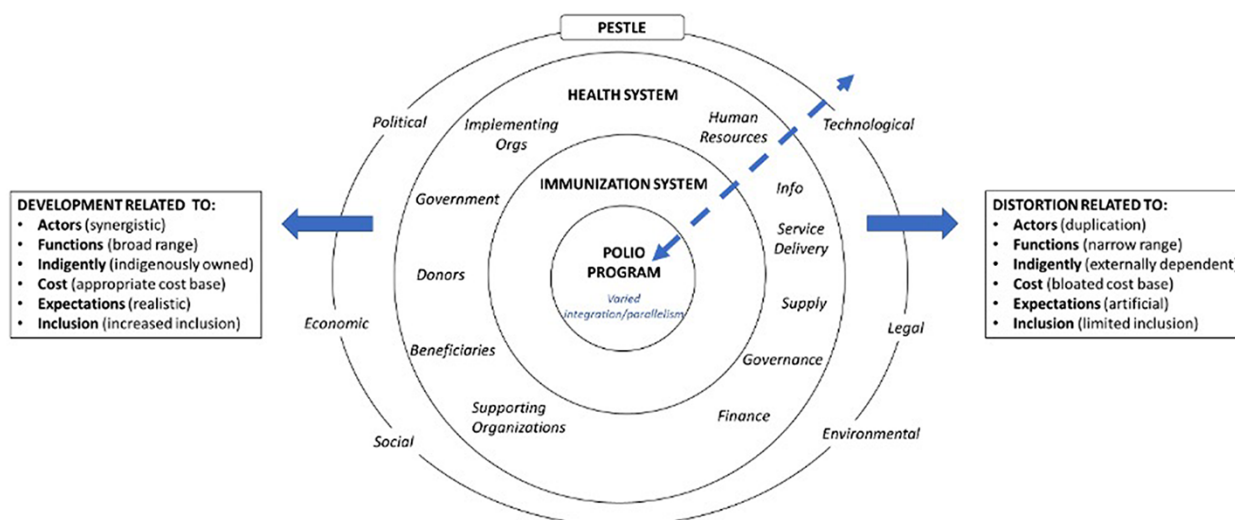 PESTLE
HEALTH SYSTEM
Political
Implementing
Orgs
Human
Resources
Technological
IMMUNIZATION SYSTEM
Info
Government
Service
Delivery
DEVELOPMENT RELATED TO:
• Actors (synergistic)
• Functions (broad range)
• Indigently (indigenously owned)
• Cost (appropriate cost base)
• Expectations (realistic)
• Inclusion (increased inclusion)
POLIO
PROGRAM
Varied
integration/parallelism
DISTORTION RELATED TO:
• Actors (duplication)
• Functions (narrow range)
• Indigently (externally dependent)
• Cost (bloated cost base)
• Expectations (artificial)
• Inclusion (limited inclusion)
Donors
Supply
Economic
Legal
Beneficiaries
Governance
Supporting
Organizations
Finance
Social
Environmental